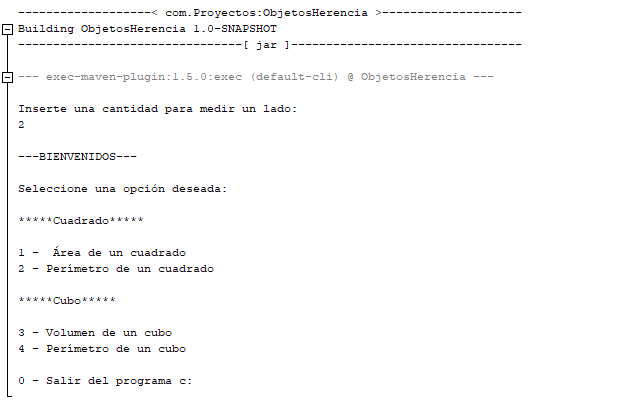 -------------------< com.Proyectos:ObjetosHerencia >--------------------
Building ObjetosHerencia 1.0-SNAPSHOT
--------------------------------[ jar ]---------------------------------
--- exec-maven-plugin:1.5.0:exec (default-cli) @ ObjetosHerencia ---
Inserte una cantidad para medir un lado:
2
---BIENVENIDOS---
Seleccione una opción deseada:
*****Cuadrado*****
1 -  Área de un cuadrado
2 - Perímetro de un cuadrado
*****Cubo*****
3 - Volumen de un cubo
4 - Perímetro de un cubo
0 - Salir del programa c: